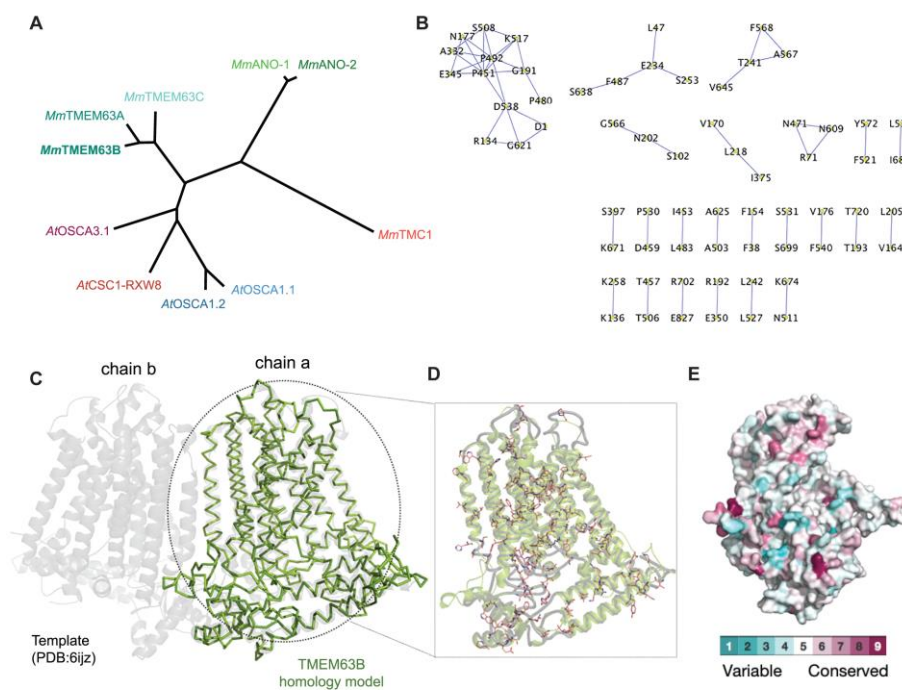 A
MmANO-1 MmANO-2
MmTMEM63C
MmTMEM63A
MmTMEM63B
AtOSCA3.1
MmTMC1
AtCSC1-RXW8
AtOSCA1.1
AtOSCA1.2
B
S508
N177 K517
A332 P492
E345 P451 G191
P480
D538
D1
R134 G621
L47
E234
F487 S253
S638
F568
A567
T241
V645
G566
N202
S102
V170
L218
I375
N471
N609
R71
Y572
F521
S397 P530 I453 A625 F154 S531 V176 T720 L205
K671 D459 L483 A503 F38 S699 F540 T193 V164
K258 T457 R702 R192 L242 K674
K136 T506 E827 E350 L527 N511
C
chain b
chain a
Template
(PDB:6ijz)
TMEM63B
homology model
D
E
1 2 3 4 5 6 7 8 9
Variable Conserved